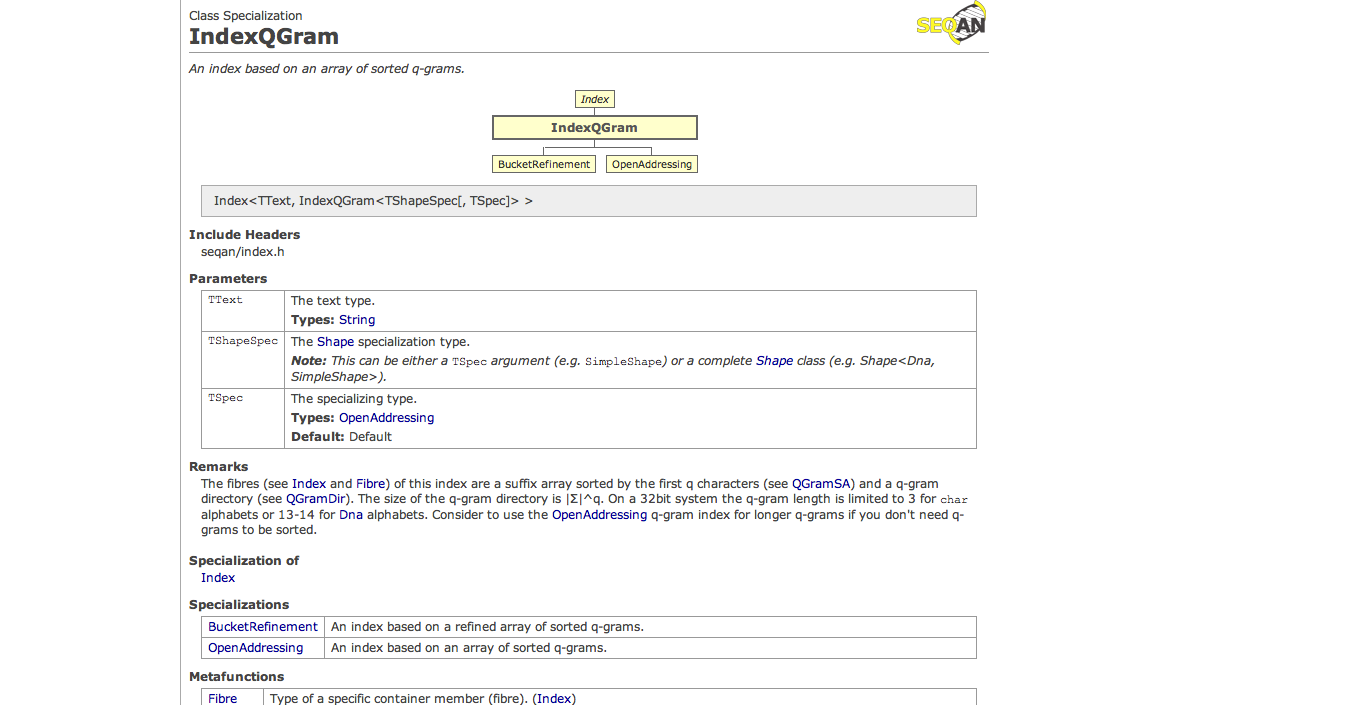 Class Specialization
IndexQGram
SEQAN
An index based on an array of sorted q-grams.
Index
IndexQGram
BucketRefinement OpenAddressing
Index<TText, IndexQGram<TShapeSpec[, TSpec]> >
Include Headers
seqan/index.h
Parameters
TText The text type.
Types: String
TShapeSpec The Shape specialization type.
Note: This can be either a TSpec argument (e.g. SimpleShape) or a complete Shape class (e.g. Shape<Dna,
SimpleShape>).
TSpec The specializing type.
Types: OpenAddressing
Default: Default
Remarks
The fibres (see Index and Fibre) of this index are a suffix array sorted by the first q characters (see QGramSA) and a q-gram
directory (see QGramDir). The size of the q-gram directory is |Σ|^q. On a 32bit system the q-gram length is limited to 3 for char
alphabets or 13-14 for Dna alphabets. Consider to use the OpenAddressing q-gram index for longer q-grams if you don't need q-
grams to be sorted.
Specialization of
Index
Specializations
BucketRefinement An index based on a refined array of sorted q-grams.
OpenAddressing An index based on an array of sorted q-grams.
Metafunctions
Fibre Type of a specific container member (fibre). (Index)